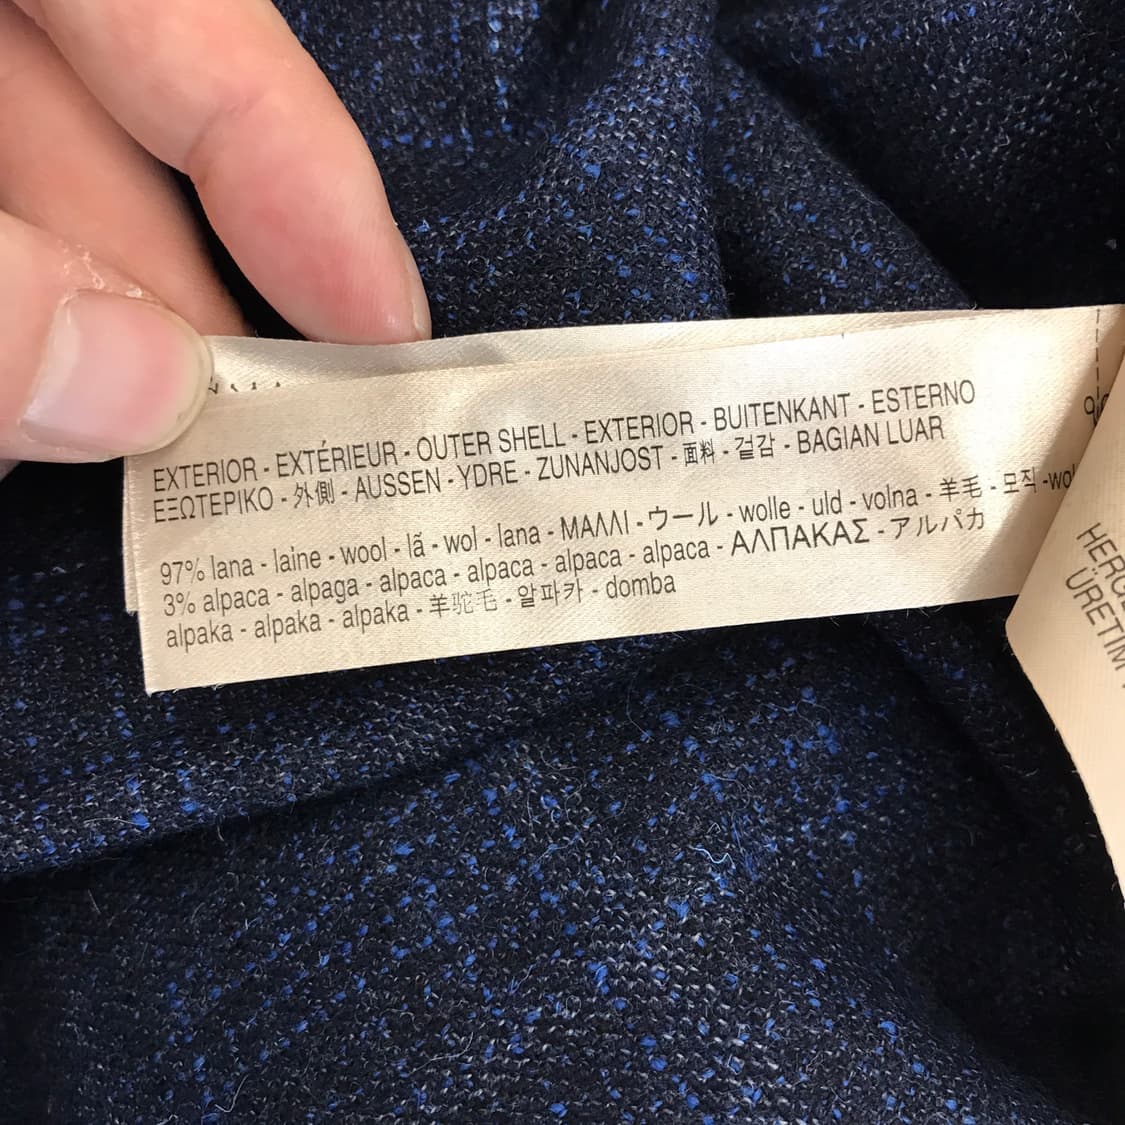 EXTERIOR - EXTÉRIEUR - OUTER SHELL - EXTERIOR - BUITENKANT - ESTERNO
ΕΞΩΤΕΡΙΚΟ - 外側 - AUSSEN - YDRE - ZUNANJOST - 面料 - 겉감 - BAGIAN LUAR
97% lana - laine - wool - lã - wol - lana - ΜΑΛΛΙ - ウール - wolle - uld - volna - 羊毛 - 모직 -wol
3% alpaca - alpaga - alpaca - alpaca - alpaca - alpaca - ΑΛΠΑΚΑΣ - アルパカ
alpaka - alpaka - alpaka - 羊驼毛 - 알파카 - domba
ÜRETİM